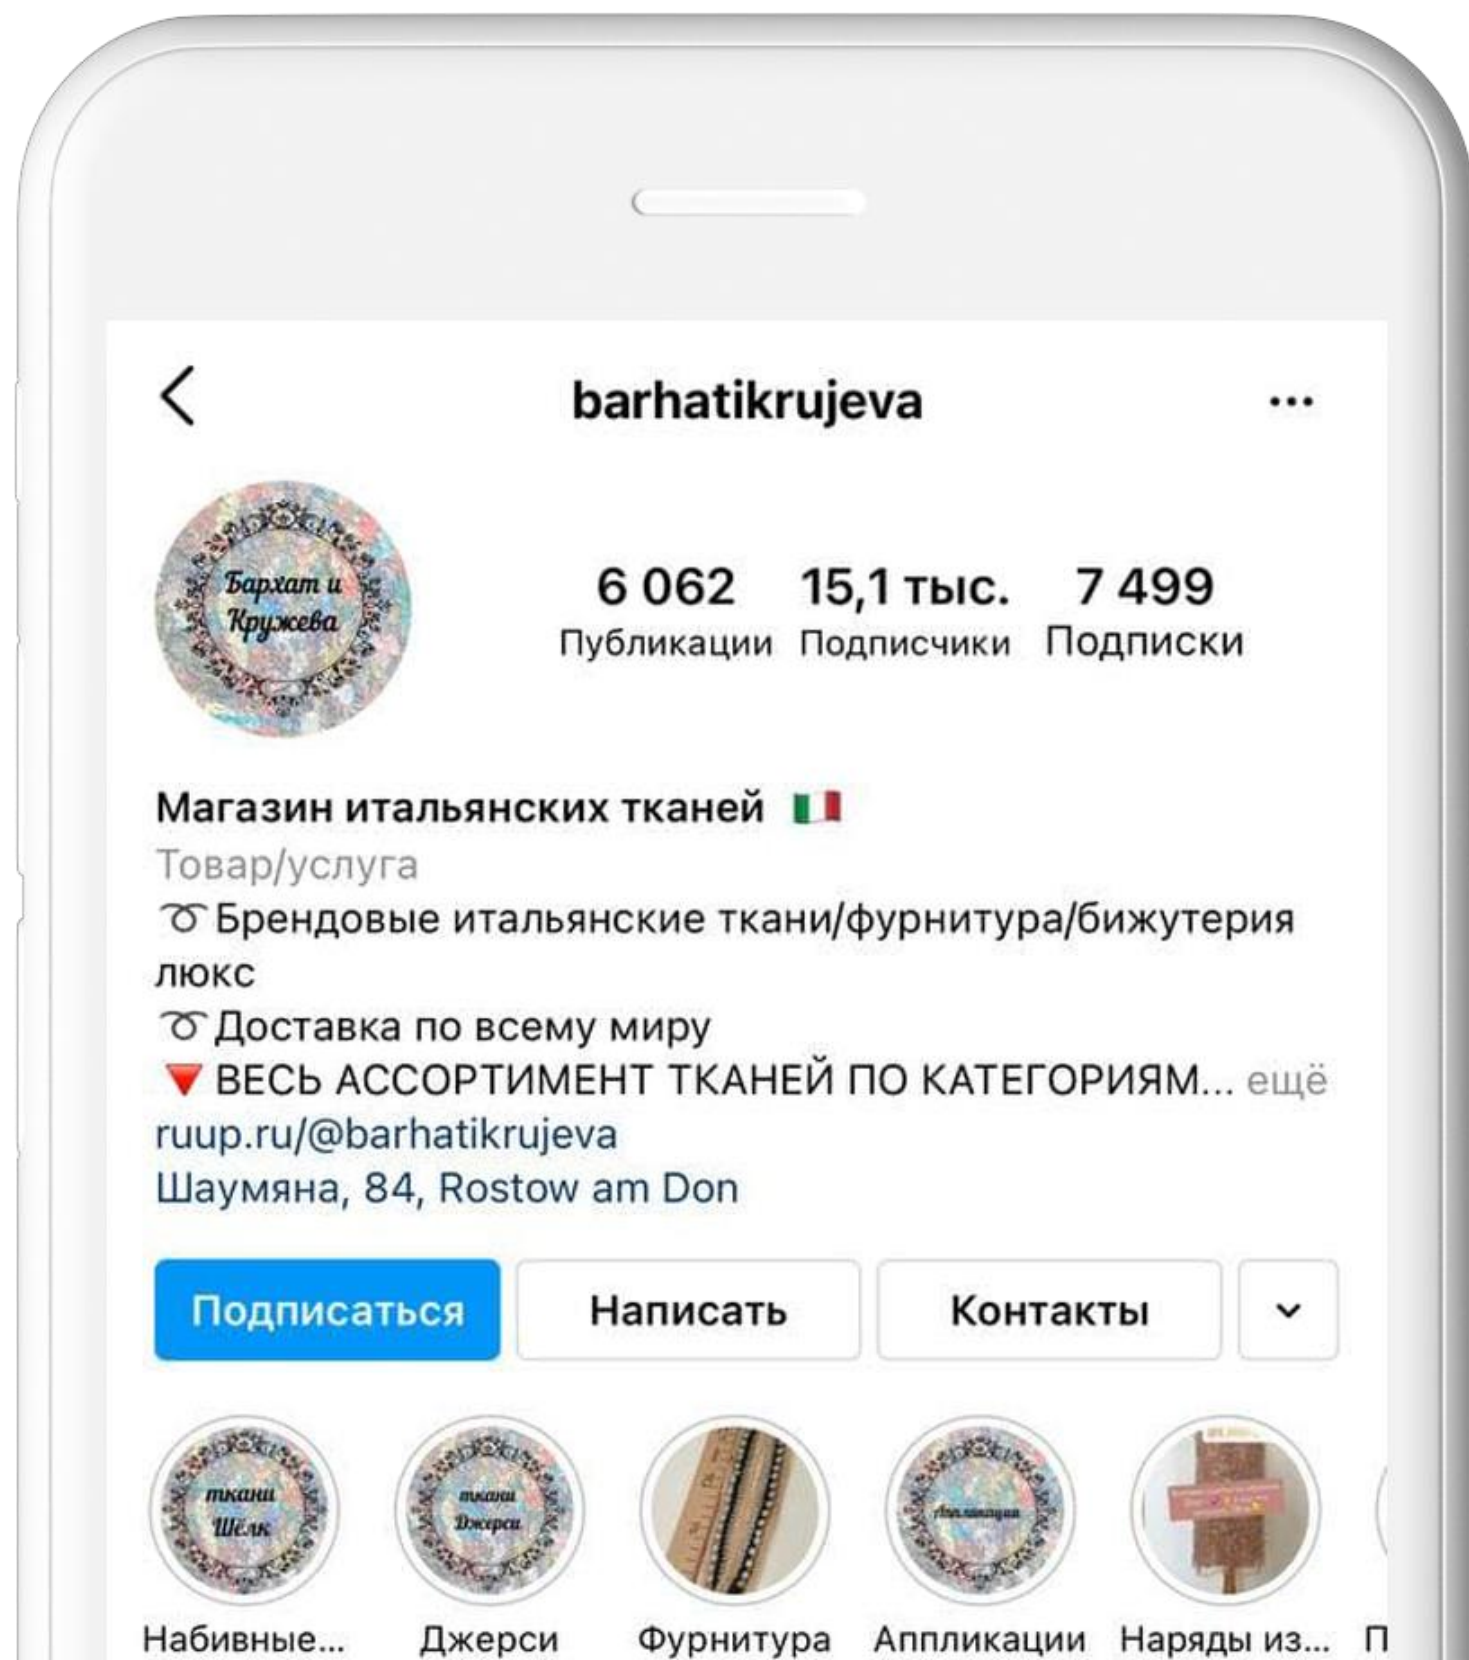 barhatikrujeva
...
Бархат и
Кружева
6 062 15,1 тыс. 7 499
Публикации Подписчики Подписки
Магазин итальянских тканей
Товар/услуга
Брендовые итальянские ткани/фурнитура/бижутерия
люкс
Доставка по всему миру
ВЕСЬ АССОРТИМЕНТ ТКАНЕЙ ПО КАТЕГОРИЯМ... ещё
ruup.ru/@barhatikrujeva
Шаумяна, 84, Rostow am Don
Подписаться Написать Контакты
ткани
Шёлк
ткани
Джерси
Аппликации
Набивные... Джерси Фурнитура Аппликации Наряды из... П